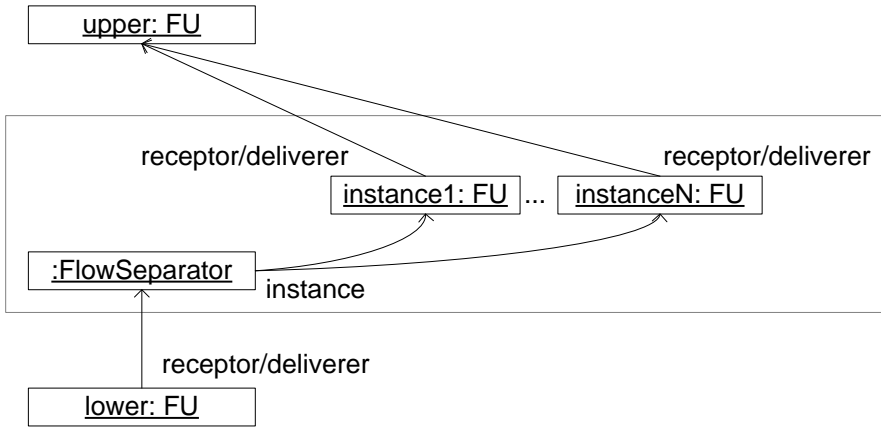 upper: FU
receptor/deliverer
receptor/deliverer
instance1: FU
...
instanceN: FU
:FlowSeparator
instance
receptor/deliverer
lower: FU